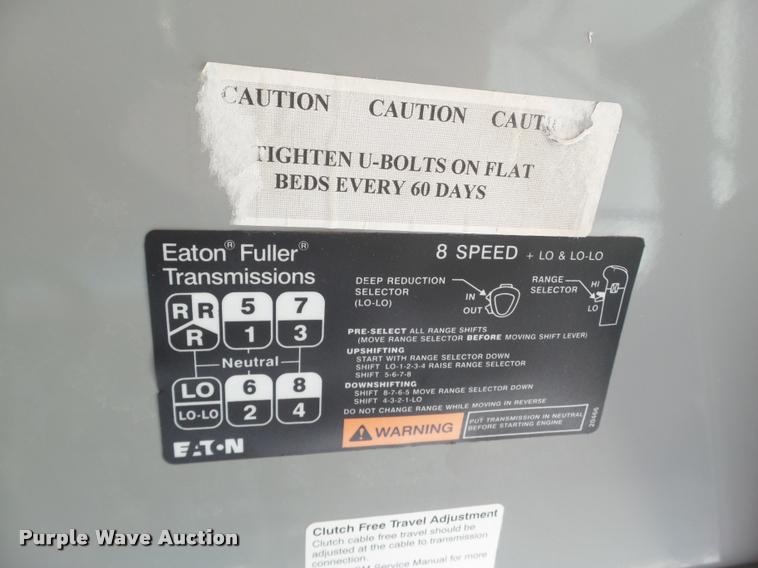 CAUTION CAUTION
TIGHTEN U-BOLTS ON FLAT
BEDS EVERY 60 DAYS
Eaton® Fuller®
Transmissions
8 SPEED + LO & LO-LO
DEEP REDUCTION
SELECTOR
(LO-LO)
IN
OUT
RANGE
SELECTOR
HI
LO
R R 5 7
R 1 3
Neutral
LO 6 8
LO-LO 2 4
PRE-SELECT ALL RANGE SHIFTS
(MOVE RANGE SELECTOR BEFORE MOVING SHIFT LEVER)
UPSHIFTING
START WITH RANGE SELECTOR DOWN
SHIFT LO-1-2-3-4 RAISE RANGE SELECTOR
SHIFT 5-6-7-8
DOWNSHIFTING
SHIFT 8-7-6-5 MOVE RANGE SELECTOR DOWN
SHIFT 4-3-2-1-LO
DO NOT CHANGE RANGE WHILE MOVING IN REVERSE
WARNING
PUT TRANSMISSION IN NEUTRAL
BEFORE STARTING ENGINE
EATON
Clutch Free Travel Adjustment
Clutch cable free travel should be
adjusted at the cable to transmission
connection.
Service Manual for more
Purple Wave Auction